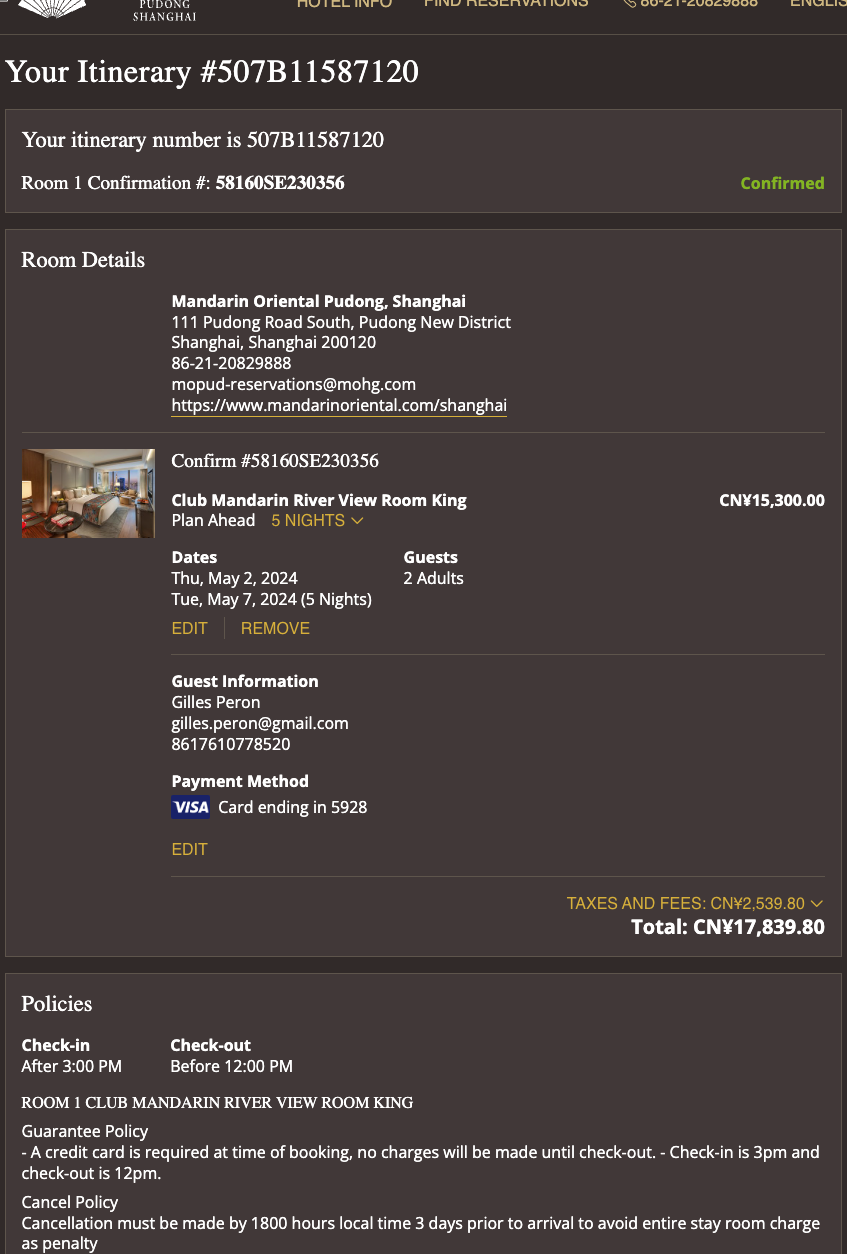 PUDONG
SHANGHAI
HOTEL INFO
FIND RESERVATIONS
86-21-20829888
ENGLIS
Your Itinerary #507B11587120
Your itinerary number is 507B11587120
Room 1 Confirmation #: 58160SE230356
Confirmed
Room Details
Mandarin Oriental Pudong, Shanghai
111 Pudong Road South, Pudong New District
Shanghai, Shanghai 200120
86-21-20829888
mopud-reservations@mohg.com
https://www.mandarinoriental.com/shanghai
Confirm #58160SE230356
Club Mandarin River View Room King
CN¥15,300.00
Plan Ahead 5 NIGHTS
Dates
Guests
Thu, May 2, 2024
2 Adults
Tue, May 7, 2024 (5 Nights)
EDIT
REMOVE
Guest Information
Gilles Peron
gilles.peron@gmail.com
8617610778520
Payment Method
VISA Card ending in 5928
EDIT
TAXES AND FEES: CN¥2,539.80
Total: CN¥17,839.80
Policies
Check-in
Check-out
After 3:00 PM
Before 12:00 PM
ROOM 1 CLUB MANDARIN RIVER VIEW ROOM KING
Guarantee Policy
- A credit card is required at time of booking, no charges will be made until check-out. - Check-in is 3pm and
check-out is 12pm.
Cancel Policy
Cancellation must be made by 1800 hours local time 3 days prior to arrival to avoid entire stay room charge
as penalty